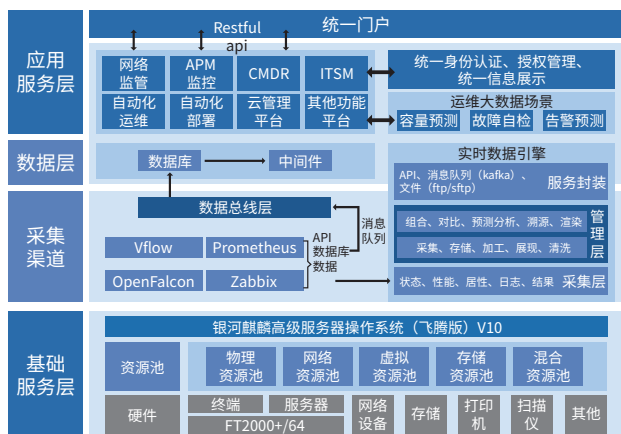 应用
服务层
统一门户
Restful
api
网络
监管
APM
监控
CMDR
ITSM
自动化
运维
自动化
部署
云管理
平台
其他功能
平台
统一身份认证、授权管理、
统一信息展示
运维大数据场景
容量预测
故障自检
告警预测
数据层
数据库
中间件
实时数据引擎
API、消息队列（kafka）、
文件（ftp/sftp）
服务封装
采集
渠道
数据总线层
消息
队列
组合、对比、预测分析、溯源、渲染
采集、存储、加工、展现、清洗
管
理
层
Vflow
Prometheus
OpenFalcon
Zabbix
API
数据库
数据
状态、性能、居性、日志、结果
采集层
基础
服务层
银河麒麟高级服务器操作系统（飞腾版）V10
资源池
物理
资源池
网络
资源池
虚拟
资源池
存储
资源池
混合
资源池
硬件
终端
服务器
FT2000+/64
网络
设备
存储
打印
机
扫描
仪
其他